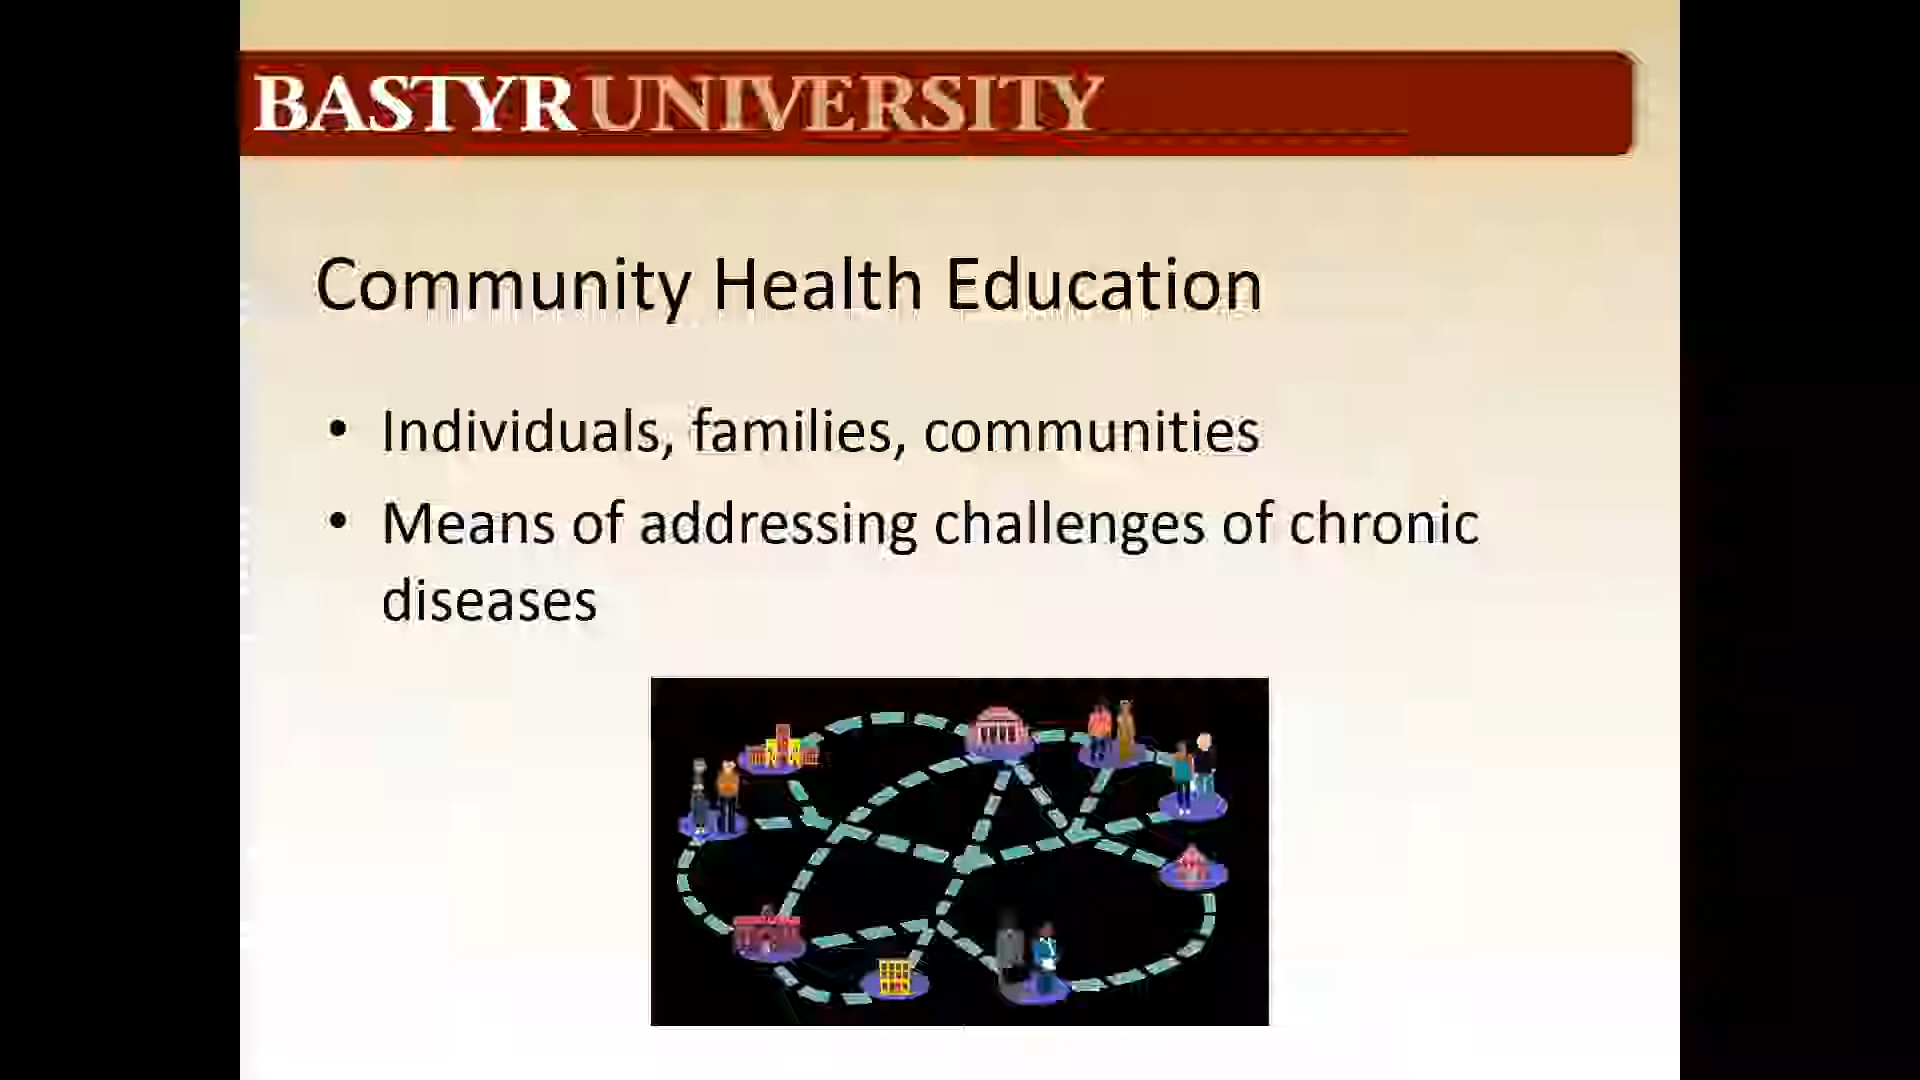 BASTYR UNIVERSITY
Community Health Education
• Individuals, families, communities
• Means of addressing challenges of chronic
diseases